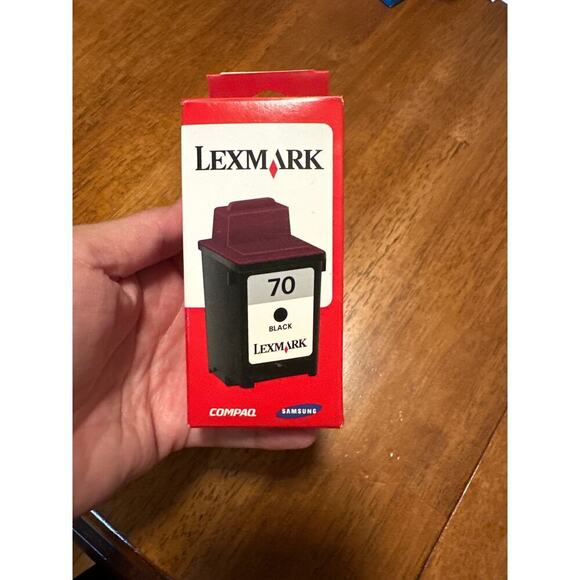 LEXMARK
70
BLACK
LEXMARK
COMPAQ SAMSUNG